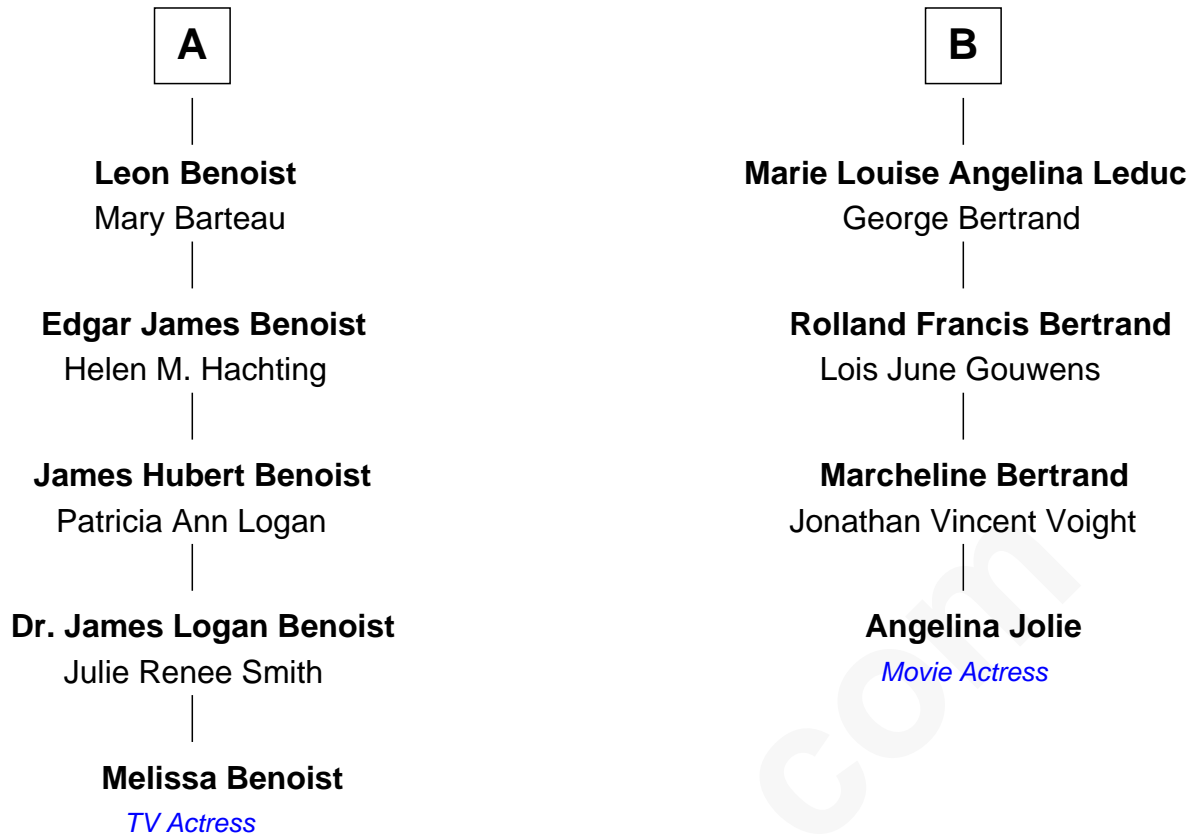 A
B
Leon Benoist
Mary Barteau
Marie Louise Angelina Leduc
George Bertrand
Edgar James Benoist
Helen M. Hachting
Rolland Francis Bertrand
Lois June Gouwens
James Hubert Benoist
Patricia Ann Logan
Marcheline Bertrand
Jonathan Vincent Voight
Dr. James Logan Benoist
Julie Renee Smith
Angelina Jolie
Movie Actress
Melissa Benoist
TV Actress
com